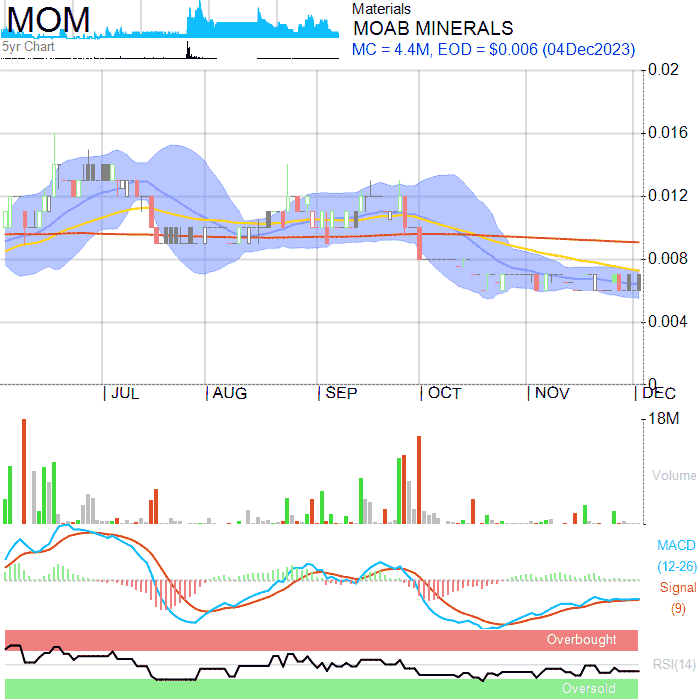 MOM
5yr Chart
Materials
MOAB MINERALS
MC = 4.4M, EOD = $0.006 (04Dec2023)
0.02
0.016
0.012
0.008
0.004
0
JUL AUG SEP OCT NOV DEC
18M
Volume
MACD
(12-26)
Signal
(9)
Overbought
RSI(14)
Oversold